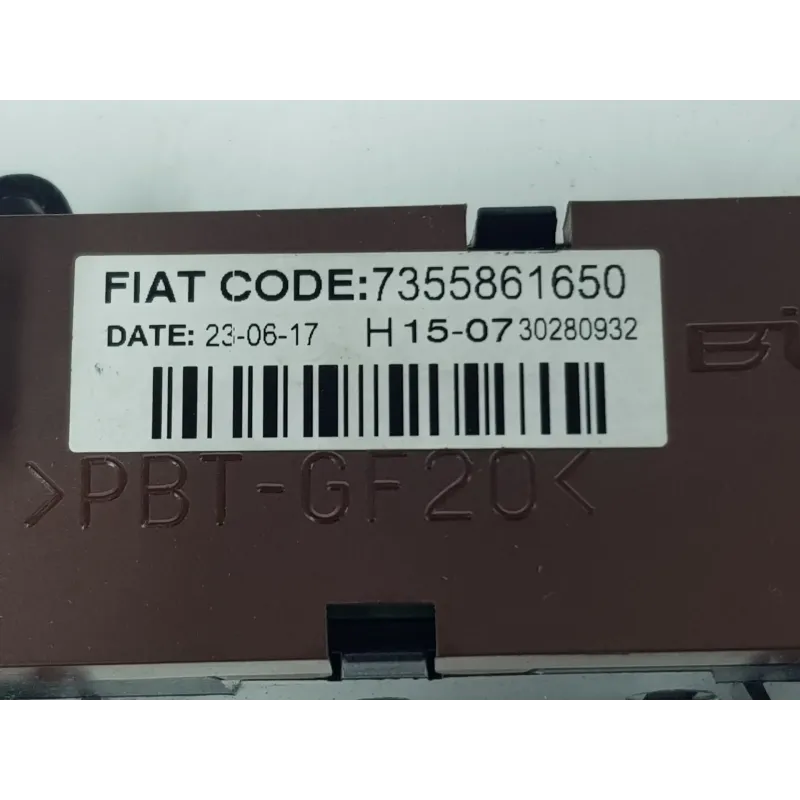 FIAT CODE:7355861650
DATE: 23-06-17 H 15-07 30280932
>PBT-GF20<